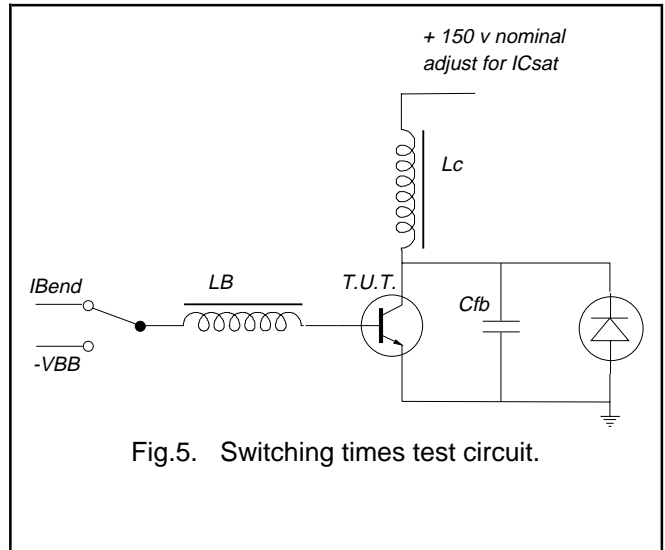 + 150 v nominal
adjust for ICsat
Lc
IBend
LB
T.U.T.
Cfb
-VBB
Fig.5. Switching times test circuit.